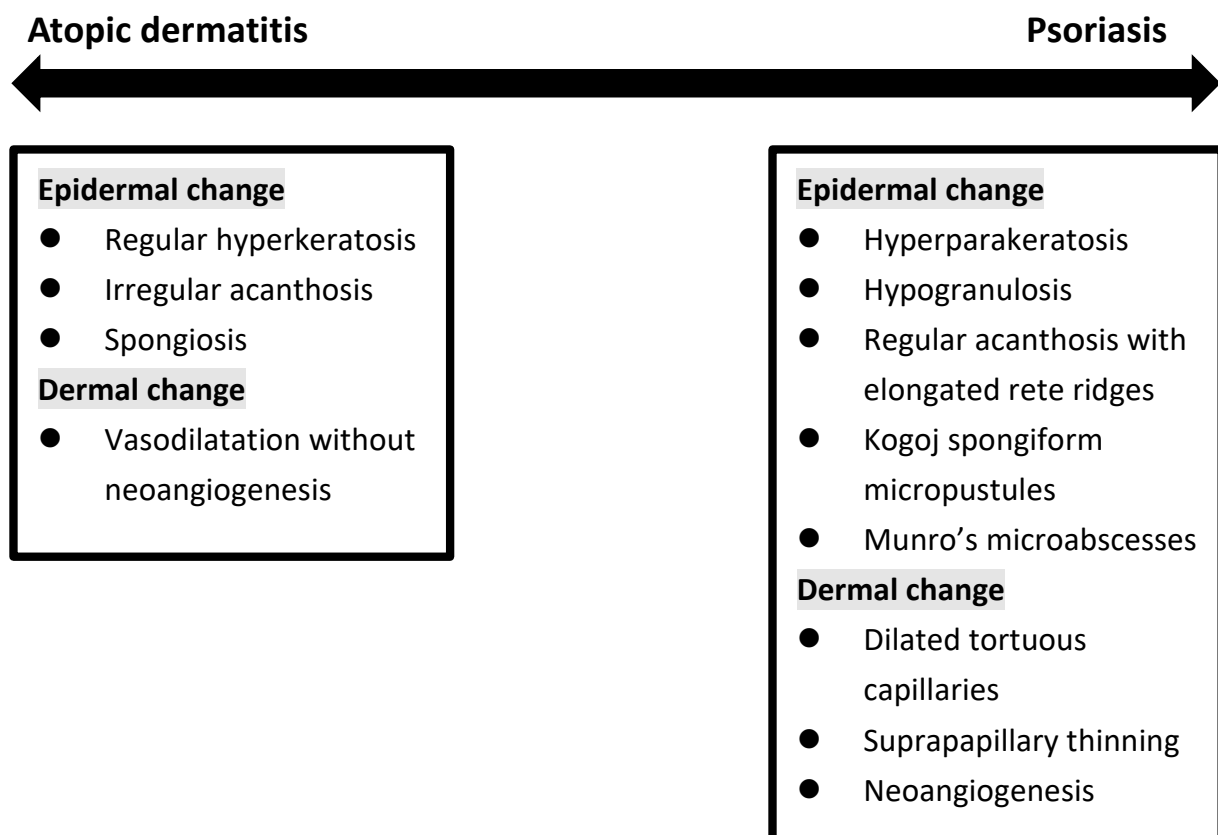 Atopic dermatitis
Psoriasis
Epidermal change
● Regular hyperkeratosis
● Irregular acanthosis
● Spongiosis
Dermal change
● Vasodilatation without
neoangiogenesis
Epidermal change
● Hyperparakeratosis
● Hypogranulosis
● Regular acanthosis with
elongated rete ridges
● Kogoj spongiform
micropustules
● Munro’s microabscesses
Dermal change
● Dilated tortuous
capillaries
● Suprapapillary thinning
● Neoangiogenesis